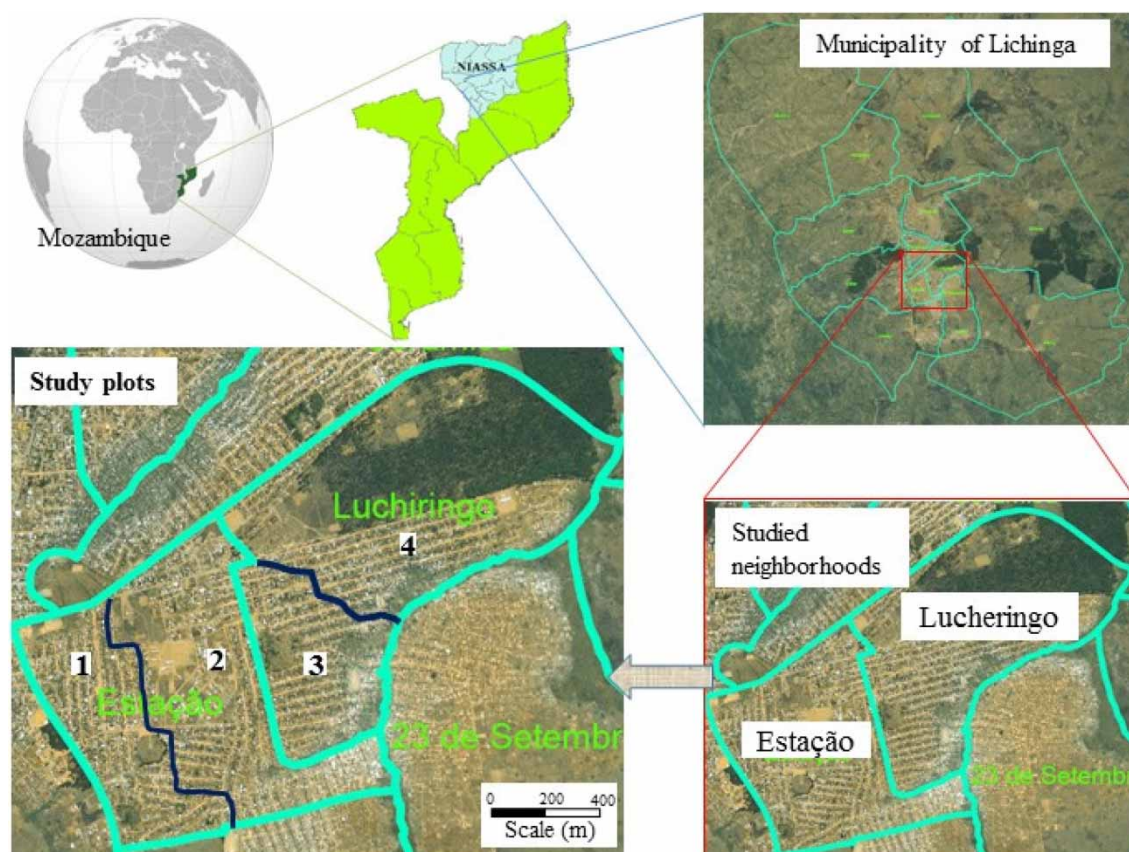 Mozambique
NIASSA
Municipality of Lichinga
Study plots
Luchiringo
4
1
2
3
Estação
23 de Setembr
0 200 400
Scale (m)
Studied
neighborhoods
Lucheringo
Estação
23 de Setembr